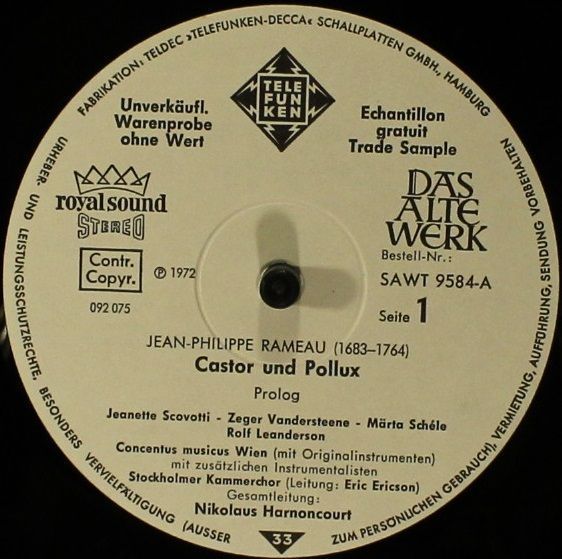 FABRIKATION: TELDEC »TELEFUNKEN-DECCA« SCHALLPLATTEN GMBH., HAMBURG
URHEBER- UND LEISTUNGSSCHUTZRECHTE, BESONDERS VERVIELFÄLTIGUNG (AUSSER ZUM PERSÖNLICHEN GEBRAUCH), VERMIETUNG, AUFFÜHRUNG, SENDUNG VORBEHALTEN
TELE
FUN
KEN
Unverkäufl.
Warenprobe
ohne Wert
Echantillon
gratuit
Trade Sample
royal sound
STEREO
DAS
ALTE
WERK
Contr.
Copyr.
℗ 1972
092 075
Bestell-Nr.:
SAWT 9584-A
Seite 1
JEAN-PHILIPPE RAMEAU (1683–1764)
Castor und Pollux
Prolog
Jeanette Scovotti - Zeger Vandersteene - Märta Schéle
Rolf Leanderson
Concentus musicus Wien (mit Originalinstrumenten)
mit zusätzlichen Instrumentalisten
Stockholmer Kammerchor (Leitung: Eric Ericson)
Gesamtleitung:
Nikolaus Harnoncourt
33